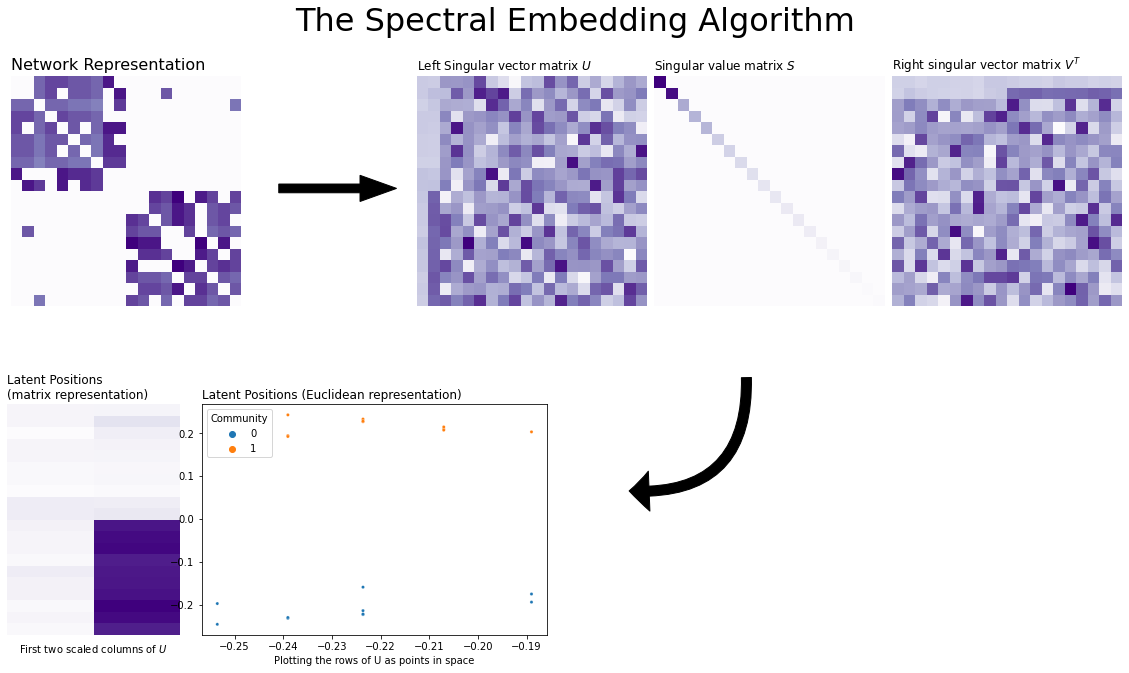 The Spectral Embedding Algorithm
Network Representation
Left Singular vector matrix U
Singular value matrix S
Right singular vector matrix V^T
Latent Positions
(matrix representation)
First two scaled columns of U
Latent Positions (Euclidean representation)
Community
0
1
0.2
0.1
0.0
−0.1
−0.2
−0.25
−0.24
−0.23
−0.22
−0.21
−0.20
−0.19
Plotting the rows of U as points in space